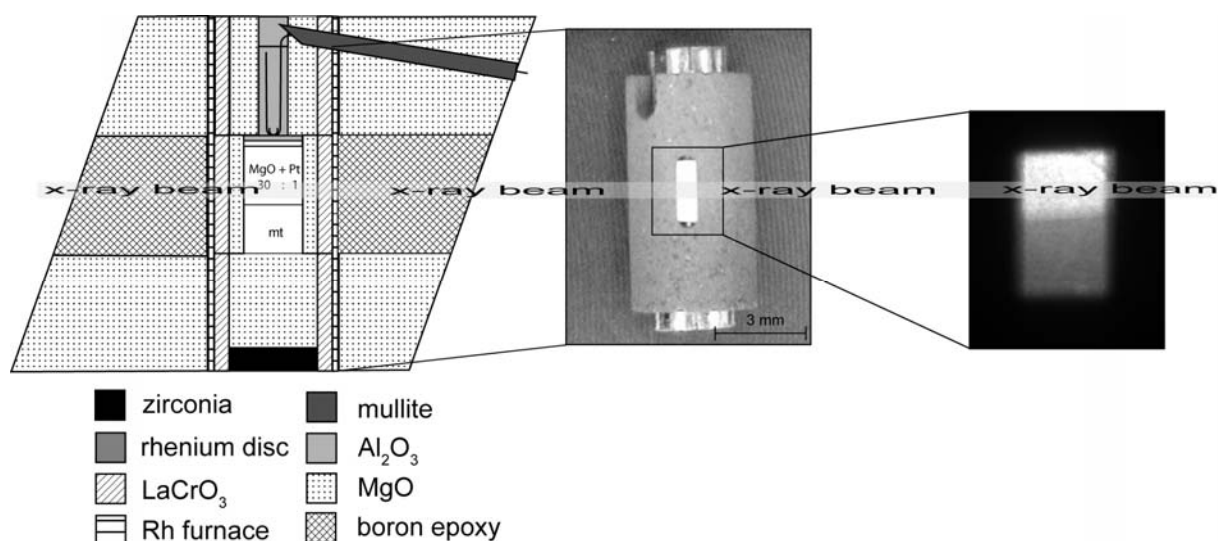 MgO + Pt
30 : 1
x-ray beam
x-ray beam
x-ray beam
x-ray beam
mt
3 mm
zirconia
mullite
rhenium disc
Al₂O₃
LaCrO₃
MgO
Rh furnace
boron epoxy